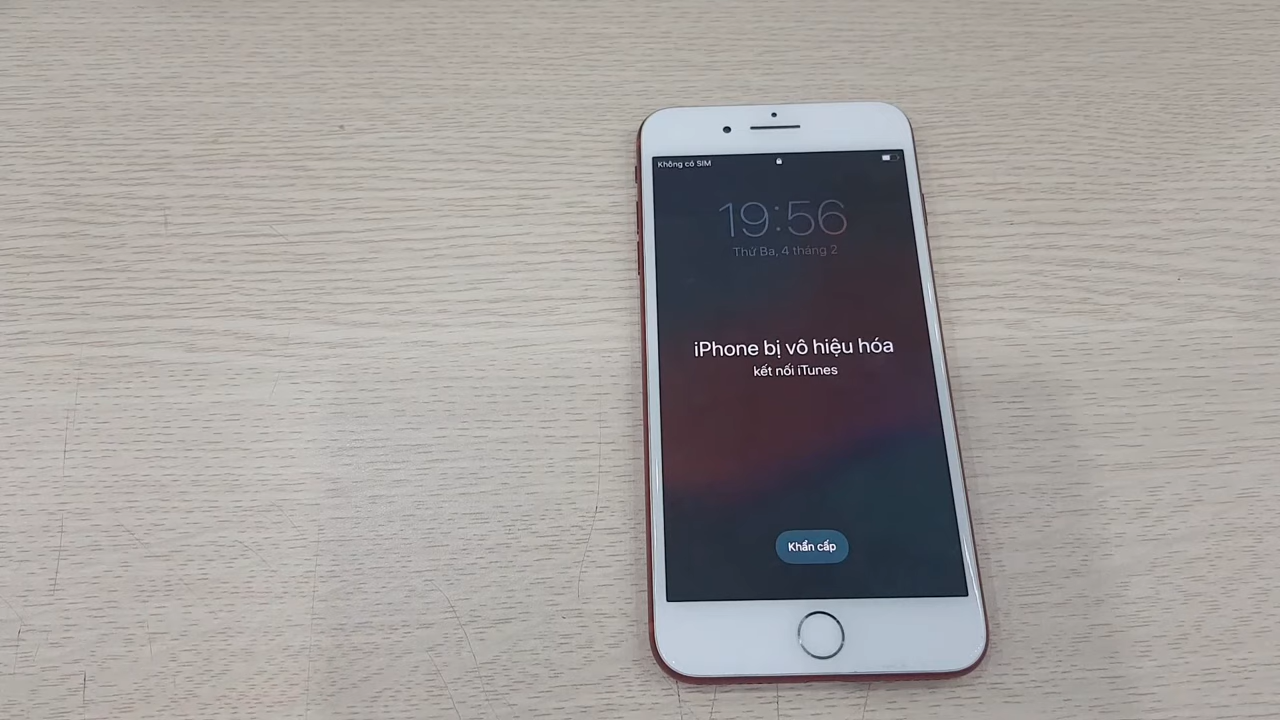 Không có SIM
19:56
Thứ Ba, 4 tháng 2
iPhone bị vô hiệu hóa
kết nối iTunes
Khẩn cấp